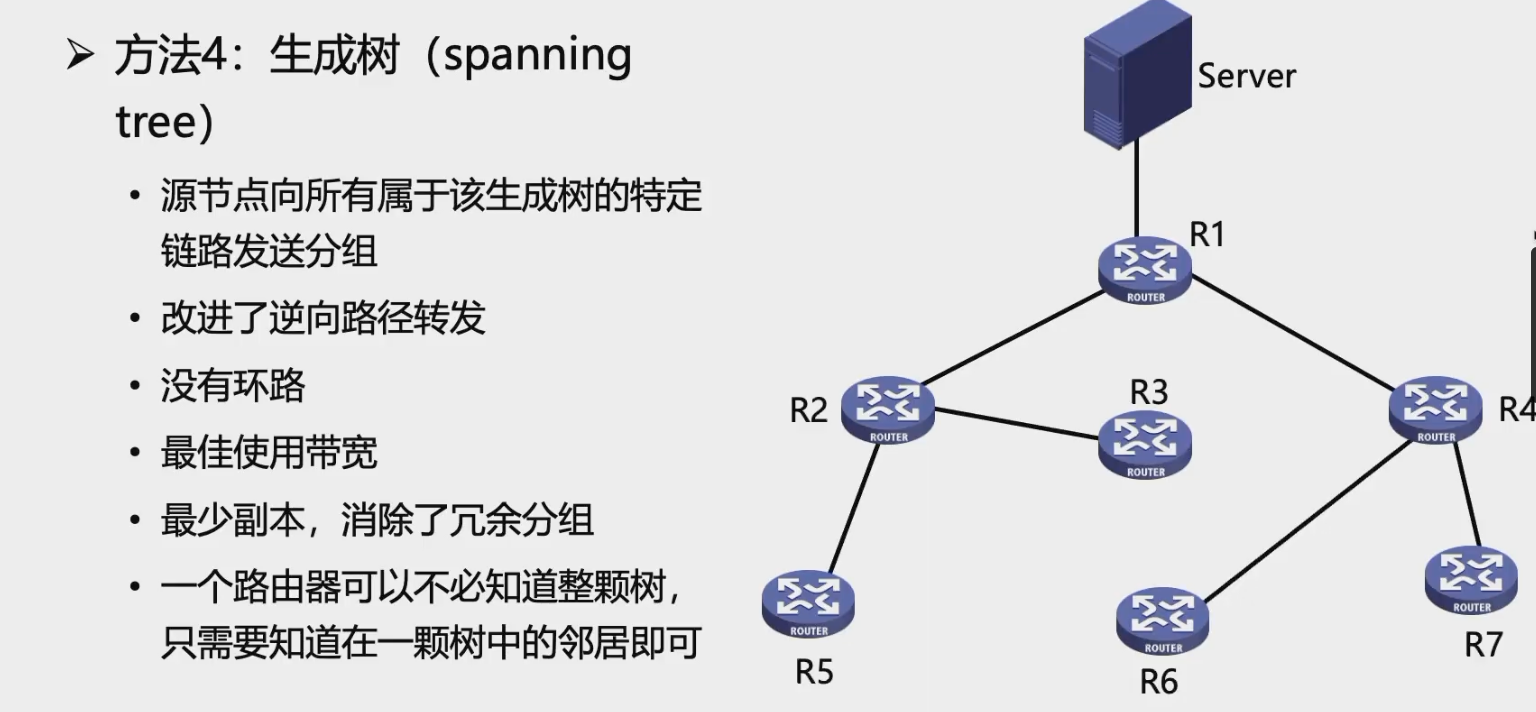 ➢ 方法4：生成树（spanning
tree）
• 源节点向所有属于该生成树的特定
链路发送分组
• 改进了逆向路径转发
• 没有环路
• 最佳使用带宽
• 最少副本，消除了冗余分组
• 一个路由器可以不必知道整颗树，
只需要知道在一颗树中的邻居即可
Server
R1
ROUTER
R2
ROUTER
R3
ROUTER
R4
ROUTER
ROUTER
R5
ROUTER
R6
ROUTER
R7